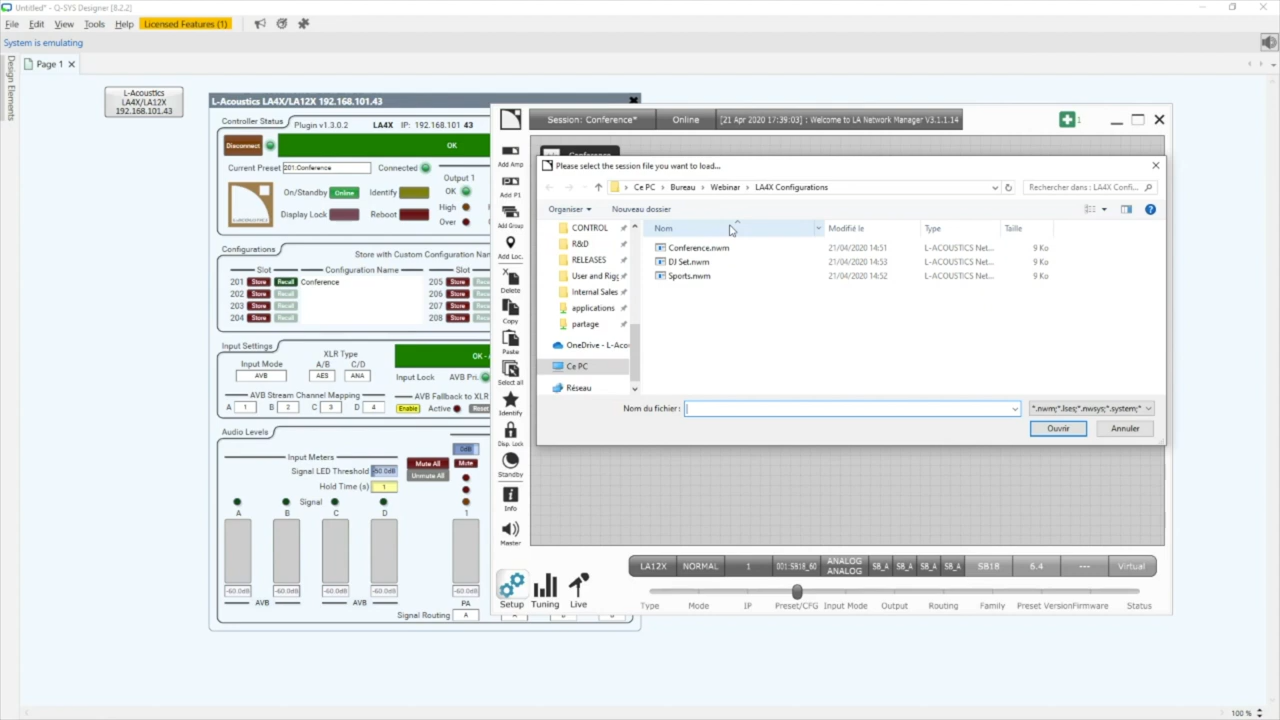 Untitled* - Q-SYS Designer [8.2.2]
File Edit View Tools Help Licensed Features (1)
System is emulating
Design Elements
Page 1
L-Acoustics
LA4X/LA12X
192.168.101.43
L-Acoustics LA4X/LA12X 192.168.101.43
Controller Status Plugin v1.3.0.2 LA4X IP: 192.168.101 43
Disconnect OK
Current Preset 201:Conference Connected Output 1
On/Standby Online Identify OK
High
Display Lock Reboot Over
L-ACOUSTICS
Configurations Store with Custom Configuration Nam
Slot Configuration Name Slot
201 Store Recall Conference 205 Store
202 Store Recall 206 Store
203 Store Recall 207 Store
204 Store Recall 208 Store
Input Settings
XLR Type
Input Mode A/B C/D OK -
AVB AES ANA Input Lock AVB Pri.
AVB Stream Channel Mapping AVB Fallback to XLR
A 1 B 2 C 3 D 4 Enable Active Reset
Audio Levels
Input Meters 0dB
Signal LED Threshold -60.0dB Mute All Mute
Hold Time (s) 1 Unmute All
Signal
A B C D 1
-60.0dB -60.0dB -60.0dB -60.0dB -60.0dB
AVB AVB PA
Signal Routing A
Session: Conference* Online [21 Apr 2020 17:39:03] : Welcome to LA Network Manager V3.1.1.14 1
Add Amp
Add P1
Add Group
Add Loc.
Delete
Copy
Paste
Select all
Identify
Disp. Lock
Standby
Info
Master
Conference
Please select the session file you want to load...
Ce PC Bureau Webinar LA4X Configurations Rechercher dans : LA4X Confi...
Organiser Nouveau dossier
CONTROL
R&D
RELEASES
User and Rigg
Internal Sales
applications
partage
OneDrive - L-Aco
Ce PC
Réseau
Nom Modifié le Type Taille
Conference.nwm 21/04/2020 14:51 L-ACOUSTICS Net... 9 Ko
DJ Set.nwm 21/04/2020 14:53 L-ACOUSTICS Net... 9 Ko
Sports.nwm 21/04/2020 14:52 L-ACOUSTICS Net... 9 Ko
Nom du fichier : *.nwm;*.lses;*.nwsys;*.system;*
Ouvrir Annuler
LA12X NORMAL 1 001:SB18_60 ANALOG ANALOG SB_A SB_A SB_A SB_A SB18 6.4 --- Virtual
Setup Tuning Live
Type Mode IP Preset/CFG Input Mode Output Routing Family Preset Version Firmware Status
100 %